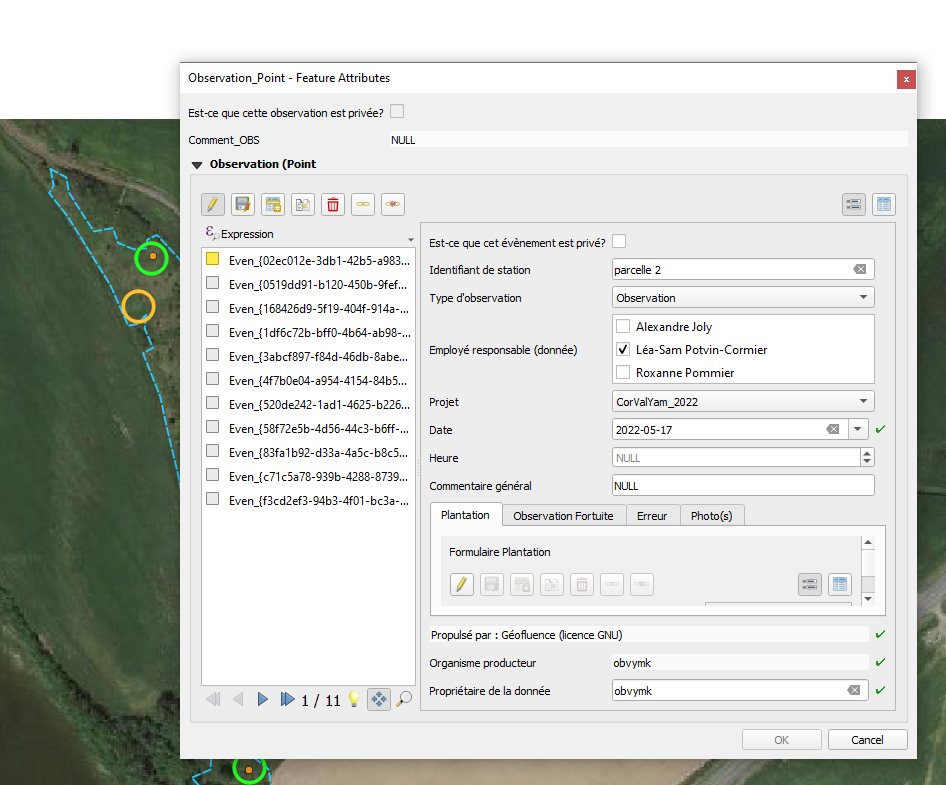 Observation_Point - Feature Attributes
x
Est-ce que cette observation est privée?
Comment_OBS NULL
Observation (Point
ε Expression
Even_{02ec012e-3db1-42b5-a983...
Even_{0519dd91-b120-450b-9fef...
Even_{168426d9-5f19-404f-914a-...
Even_{1df6c72b-bff0-4b64-ab98-...
Even_{3abcf897-f84d-46db-8abe...
Even_{4f7b0e04-a954-4154-84b5...
Even_{520de242-1ad1-4625-b226...
Even_{58f72e5b-4d56-44c3-b6ff-...
Even_{83fa1b92-d33a-4a5c-b8c5...
Even_{c71c5a78-939b-4288-8739...
Even_{f3cd2ef3-94b3-4f01-bc3a-...
1 / 11
Est-ce que cet évènement est privé?
Identifiant de station parcelle 2
Type d'observation Observation
Alexandre Joly
Employé responsable (donnée) Léa-Sam Potvin-Cormier
Roxanne Pommier
Projet CorValYam_2022
Date 2022-05-17
Heure NULL
Commentaire général NULL
Plantation Observation Fortuite Erreur Photo(s)
Formulaire Plantation
Propulsé par : Géofluence (licence GNU)
Organisme producteur obvymk
Propriétaire de la donnée obvymk
OK Cancel